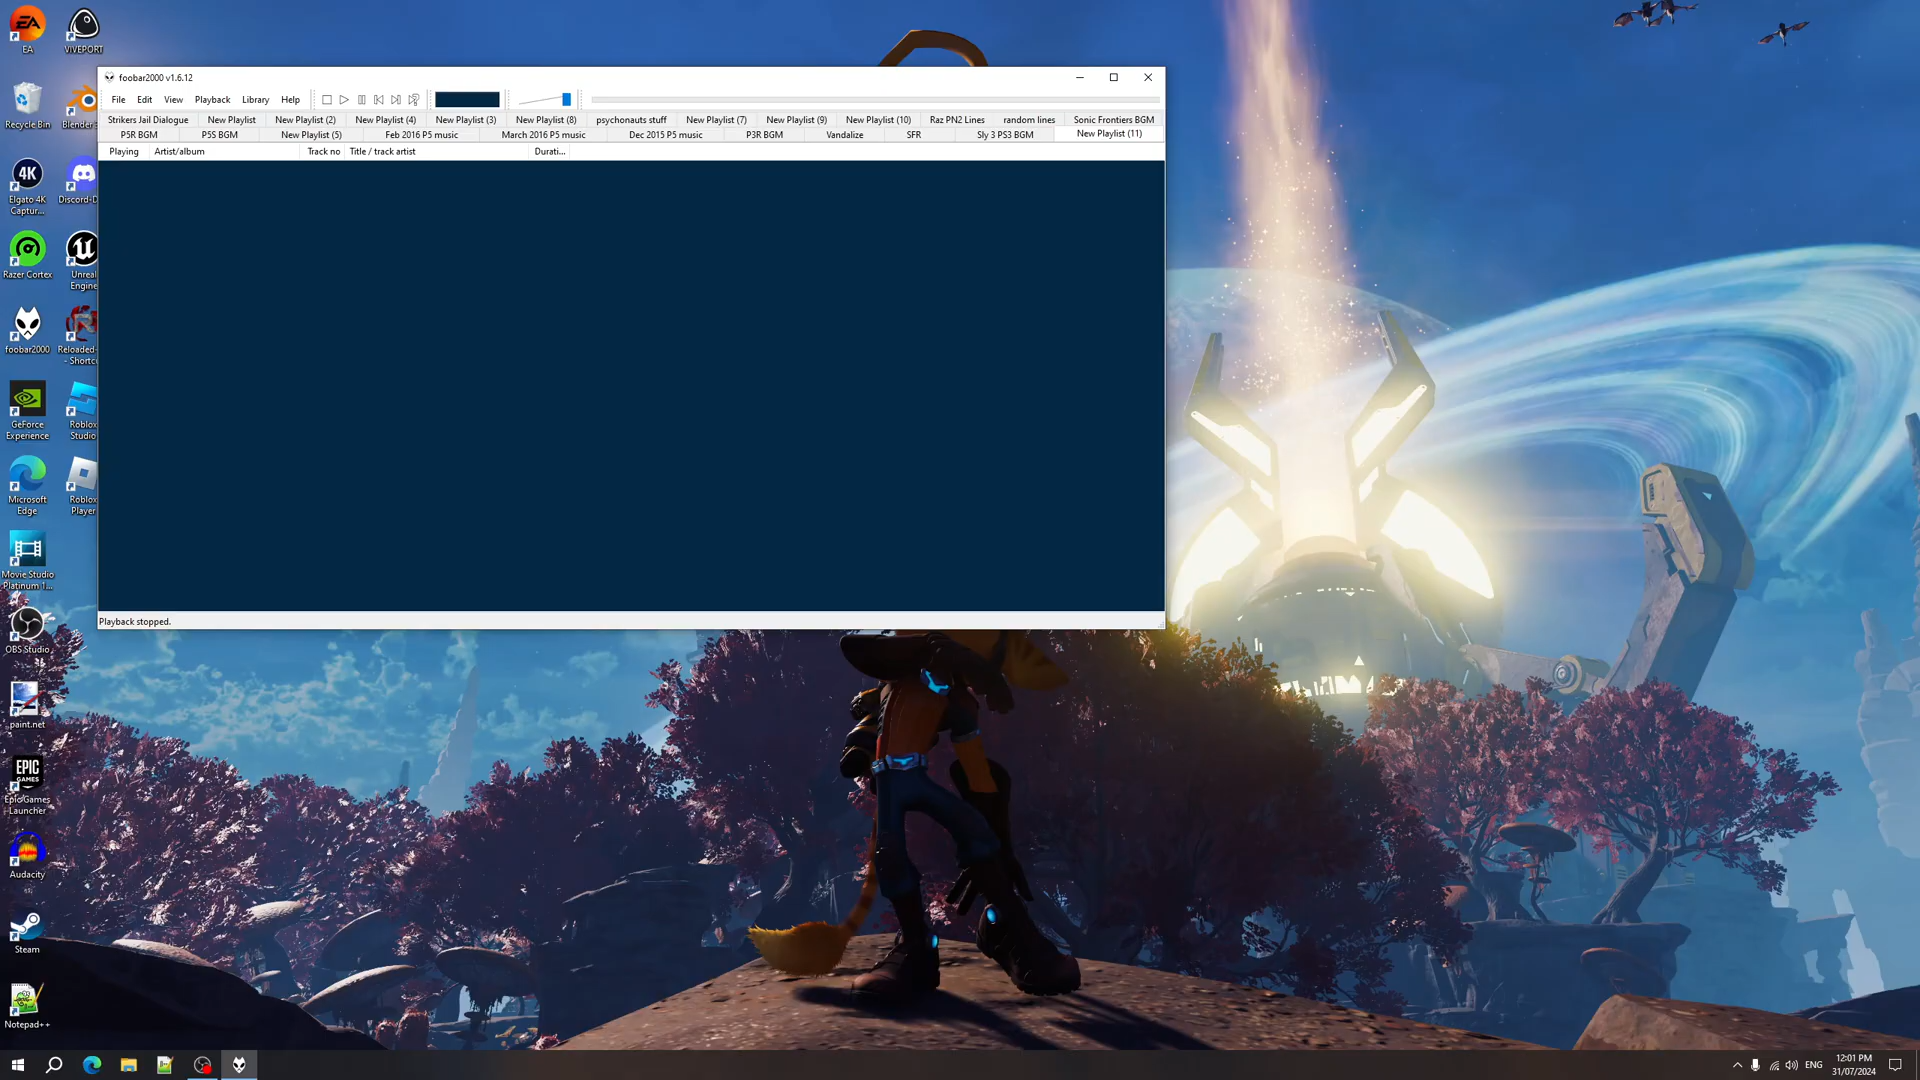 EA
VIVEPORT
Recycle Bin
Blender
4K
Elgato 4K
Captur...
Discord-D
Razer Cortex
Unreal
Engine
foobar2000
Reloaded-
- Shortc
GeForce
Experience
Roblox
Studio
Microsoft
Edge
Roblox
Player
Movie Studio
Platinum 1...
OBS Studio
paint.net
EPIC
GAMES
Epic Games
Launcher
Audacity
Steam
Notepad++
foobar2000 v1.6.12
File Edit View Playback Library Help
Strikers Jail Dialogue New Playlist New Playlist (2) New Playlist (4) New Playlist (3) New Playlist (8) psychonauts stuff New Playlist (7) New Playlist (9) New Playlist (10) Raz PN2 Lines random lines Sonic Frontiers BGM
P5R BGM P5S BGM New Playlist (5) Feb 2016 P5 music March 2016 P5 music Dec 2015 P5 music P3R BGM Vandalize SFR Sly 3 PS3 BGM New Playlist (11)
Playing Artist/album Track no Title / track artist Durati...
Playback stopped.
ENG
12:01 PM
31/07/2024